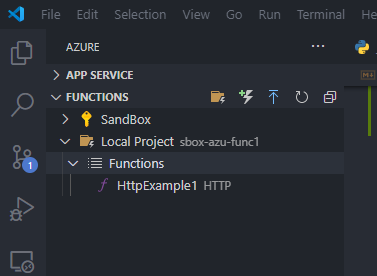 File Edit Selection View Go Run Terminal He
AZURE
APP SERVICE
FUNCTIONS
M↓
SandBox
Local Project sbox-azu-func1
1
Functions
HttpExample1 HTTP